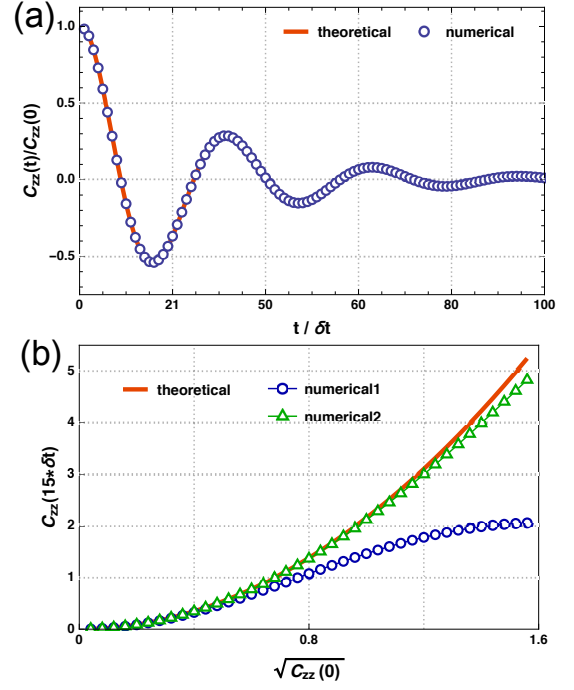 (a)
theoretical numerical
1.0
0.5
0.0
−0.5
C_zz(t)/C_zz(0)
0 21 50 60 80 100
t / δt
(b)
theoretical numerical1
numerical2
5
4
3
2
1
0
C_zz(15*δt)
0 0.8 1.6
√C_zz(0)